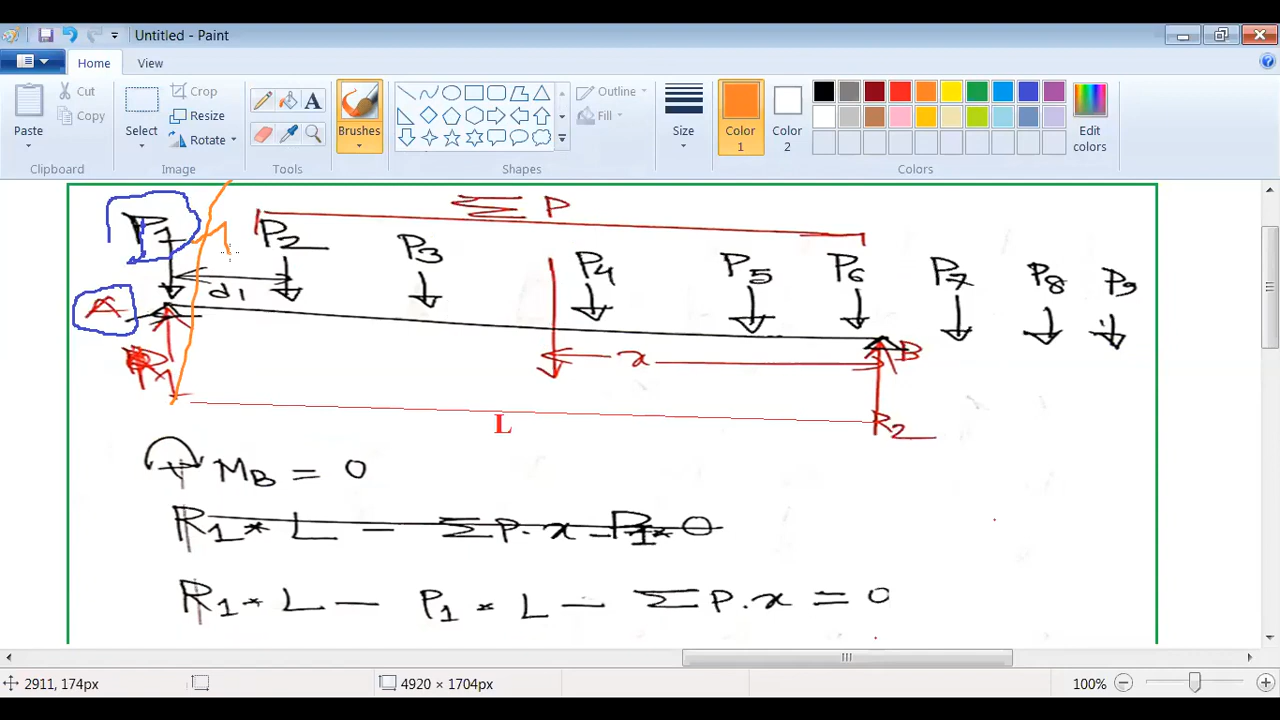 Untitled - Paint
Home View
Paste
Cut
Copy
Clipboard
Select
Crop
Resize
Rotate
Image
Tools
Brushes
Shapes
Outline
Fill
Size
Color 1
Color 2
Edit colors
Colors
Σ P
P1 1 P2 P3 P4 P5 P6 P7 P8 P9
d1
A
x
B
L
R2
MB = 0
R1 * L - ΣP.x - P1* 0
R1 * L - P1 * L - ΣP.x = 0
2911, 174px
4920 × 1704px
100%